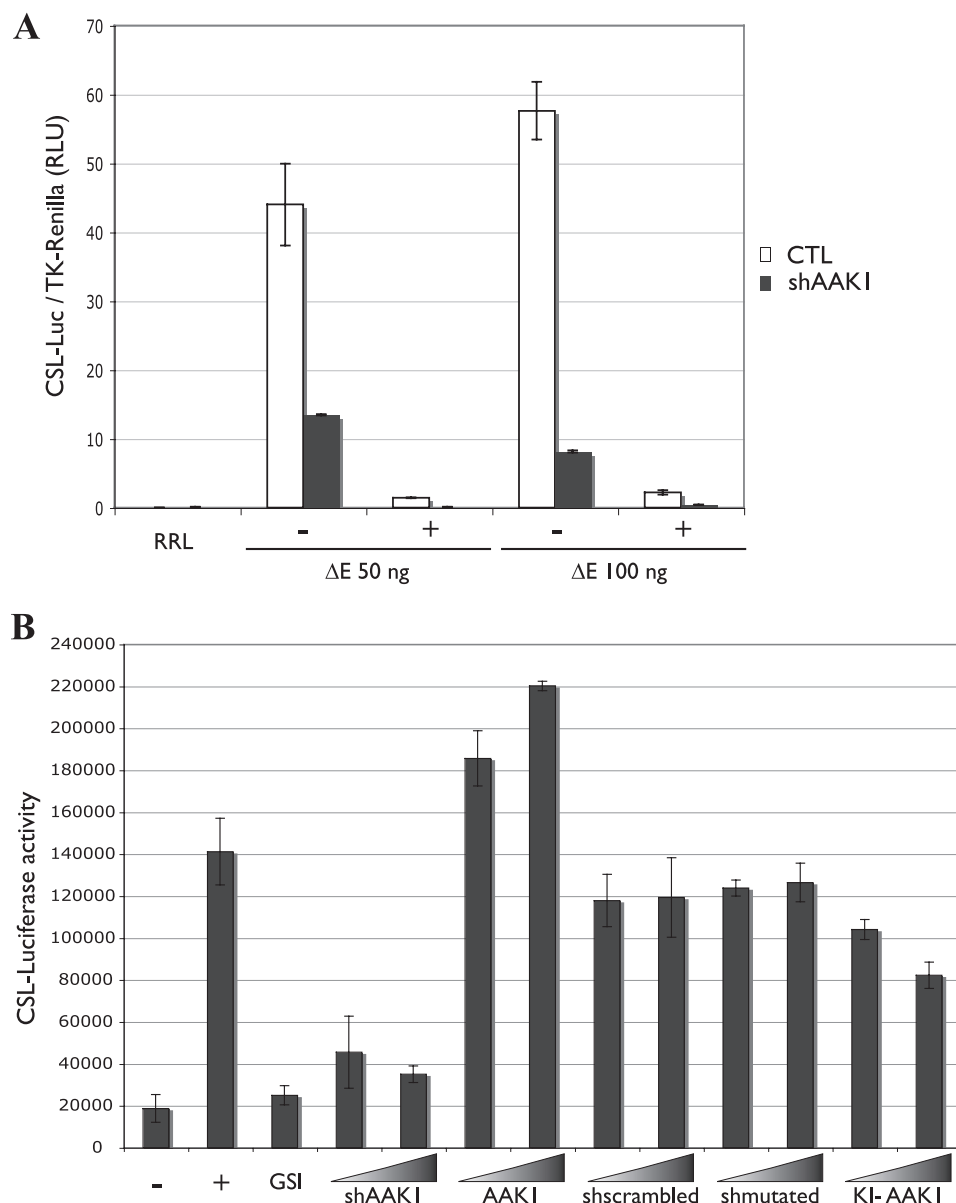 A
CSL-Luc / TK-Renilla (RLU)
70
60
50
40
30
20
10
0
CTL
shAAK1
RRL
- + - +
ΔE 50 ng ΔE 100 ng
B
CSL-Luciferase activity
240000
220000
200000
180000
160000
140000
120000
100000
80000
60000
40000
20000
0
- + GSI shAAK1 AAK1 shscrambled shmutated KI-AAK1